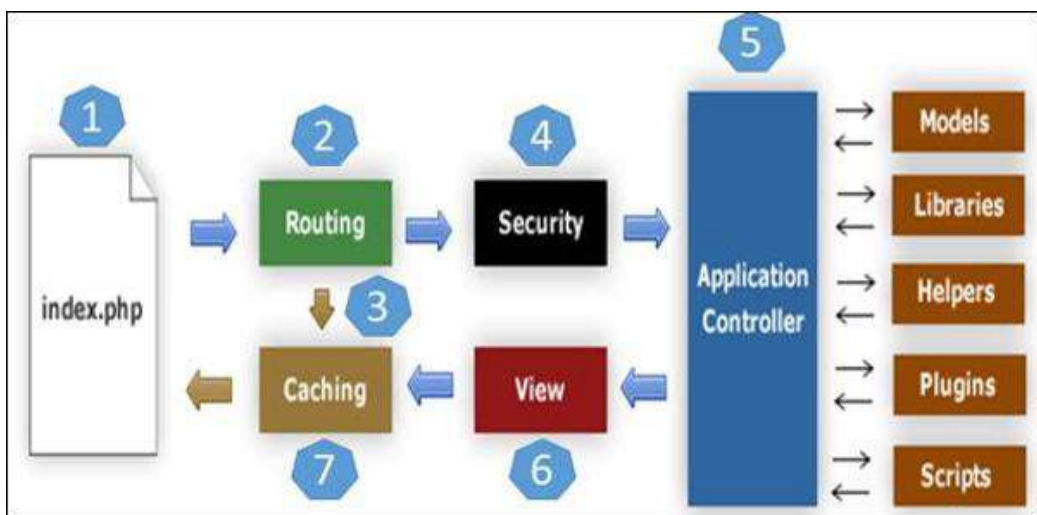 5
1
2
4
Models
Routing
Security
Libraries
index.php
3
Application
Controller
Helpers
Caching
View
Plugins
7
6
Scripts